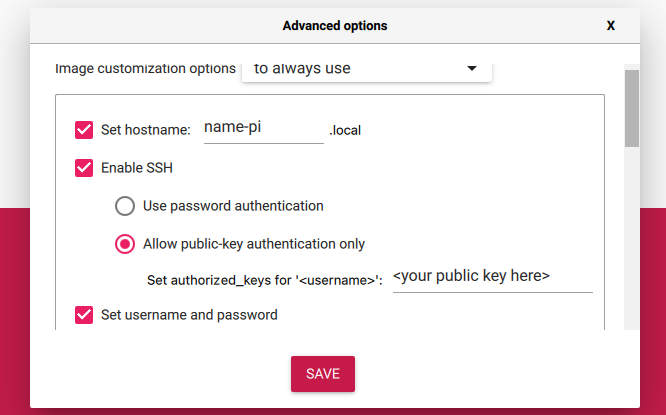 Advanced options X
Image customization options to always use
Set hostname: name-pi .local
Enable SSH
Use password authentication
Allow public-key authentication only
Set authorized_keys for '<username>': <your public key here>
Set username and password
SAVE